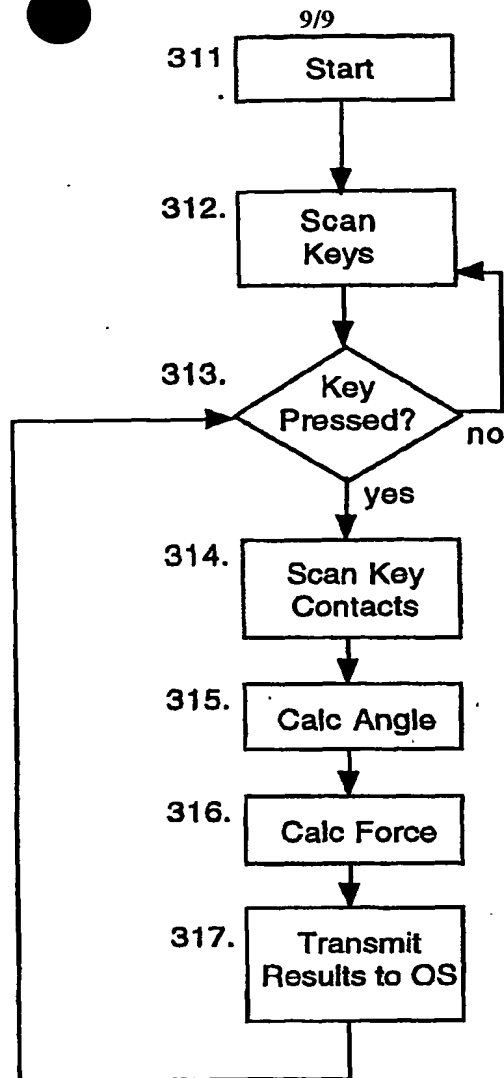 9/9
311
Start
312.
Scan
Keys
313.
Key
Pressed?
no
yes
314.
Scan Key
Contacts
315.
Calc Angle
316.
Calc Force
317.
Transmit
Results to OS